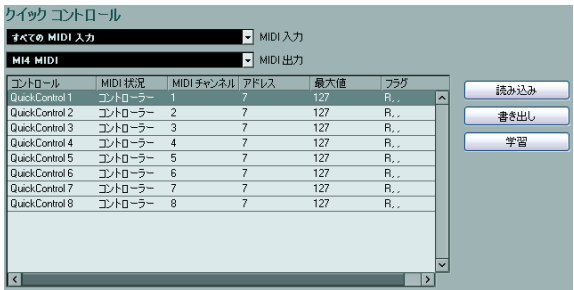 クイック コントロール
すべての MIDI 入力 MIDI 入力
MI4 MIDI MIDI 出力
コントロール MIDI 状況 MIDI チャンネル アドレス 最大値 フラグ
QuickControl 1 コントローラー 1 7 127 R, ,
QuickControl 2 コントローラー 2 7 127 R, ,
QuickControl 3 コントローラー 3 7 127 R, ,
QuickControl 4 コントローラー 4 7 127 R, ,
QuickControl 5 コントローラー 5 7 127 R, ,
QuickControl 6 コントローラー 6 7 127 R, ,
QuickControl 7 コントローラー 7 7 127 R, ,
QuickControl 8 コントローラー 8 7 127 R, ,
読み込み
書き出し
学習